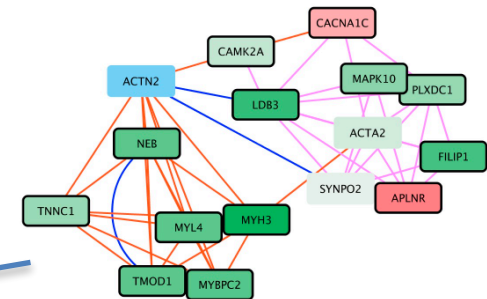 CACNA1C
CAMK2A
ACTN2
MAPK10
PLXDC1
LDB3
ACTA2
NEB
FILIP1
SYNPO2
APLNR
TNNC1
MYL4
MYH3
TMOD1
MYBPC2